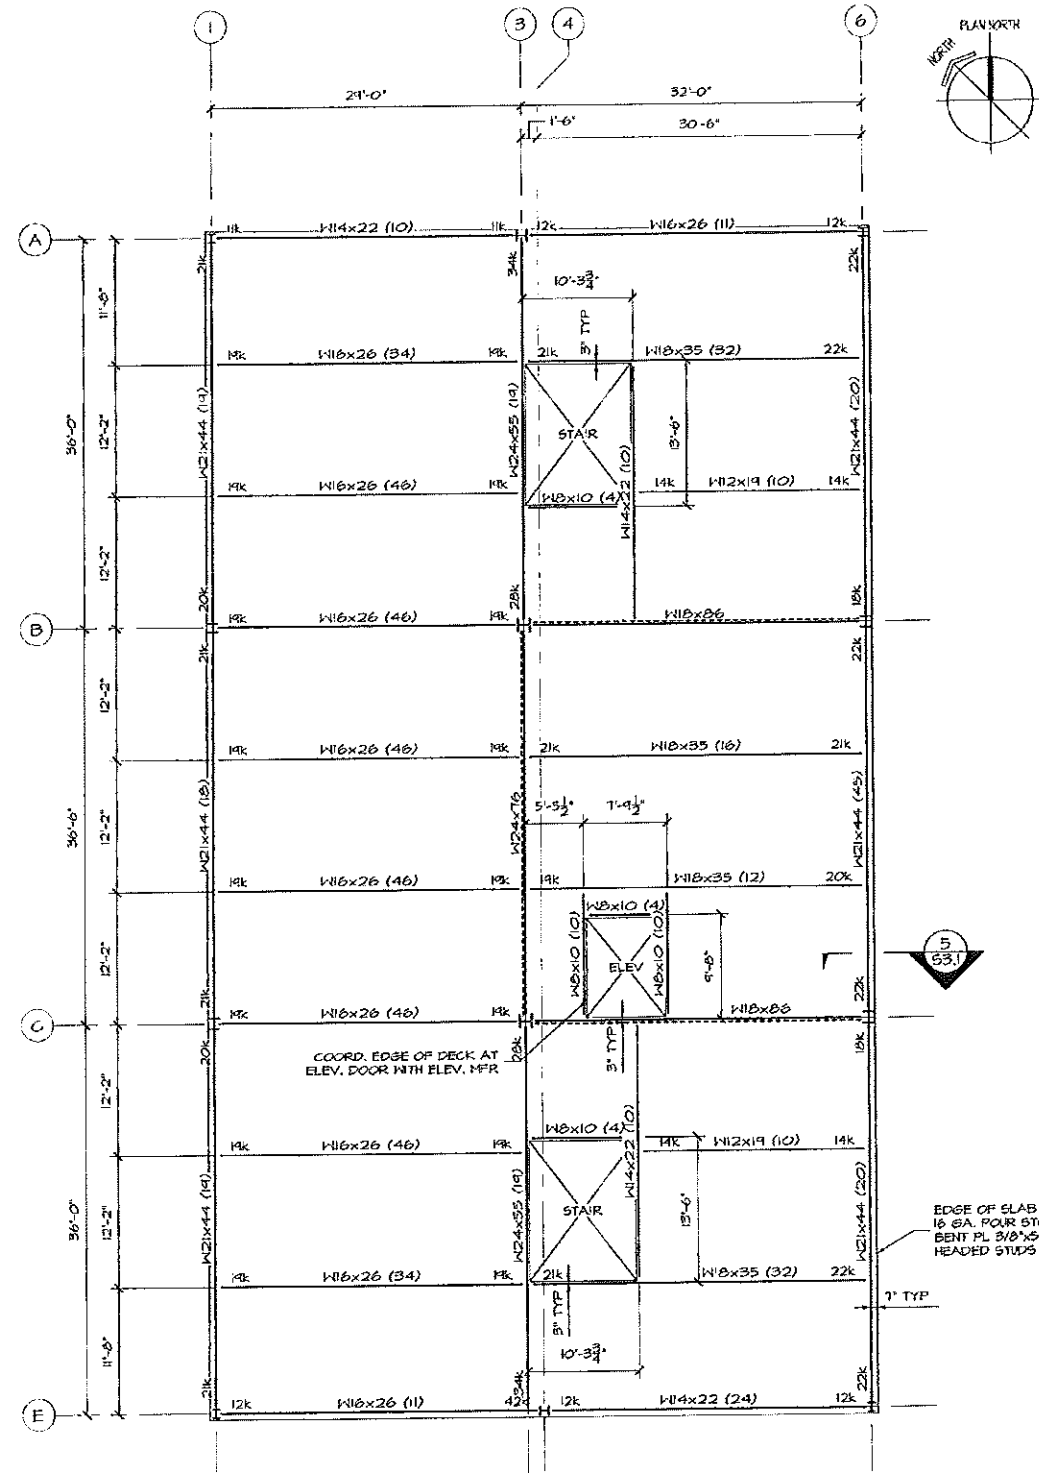 1
3
4
6
PLAN NORTH
NORTH
29'-0"
32'-0"
1'-6"
30'-6"
A
11k W14x22 (10) 11k 12k W16x26 (11) 12k
21k
34k
22k
11'-8"
10'-3 3/4"
3" TYP
19k W16x26 (34) 19k 21k W18x35 (32) 22k
36'-0"
12'-2"
W21x44 (19)
W24x55 (19)
STAIR
W14x22 (10)
13'-6"
W21x44 (20)
19k W16x26 (46) 19k 14k W12x19 (10) 14k
W8x10 (4)
12'-2"
20k
28k
18k
B
19k W16x26 (46) 19k W18x86
21k
22k
12'-2"
19k W16x26 (46) 19k 21k W18x35 (16) 21k
36'-6"
12'-2"
W21x44 (18)
W24x76
5'-5 1/2" 7'-9 1/2"
W21x44 (45)
19k W16x26 (46) 19k 19k W18x35 (12) 20k
W8x10 (4)
12'-2"
W8x10 (10)
ELEV
W8x10 (10)
9'-8"
5
S3.1
21k
22k
C
19k W16x26 (46) 19k W18x86
20k
28k
18k
COORD. EDGE OF DECK AT
ELEV. DOOR WITH ELEV. MFR
3" TYP
12'-2"
W8x10 (4)
19k W16x26 (46) 19k 14k W12x19 (10) 14k
36'-0"
12'-2"
W21x44 (19)
W24x55 (19)
STAIR
W14x22 (10)
13'-6"
W21x44 (20)
EDGE OF SLAB
16 GA. POUR
BENT PL 3/8"x5
HEADED STUDS
19k W16x26 (34) 19k 21k W18x35 (32) 22k
3" TYP
7" TYP
11'-8"
10'-3 3/4"
21k
34k
22k
E
12k W16x26 (11) 12k W14x22 (24) 12k